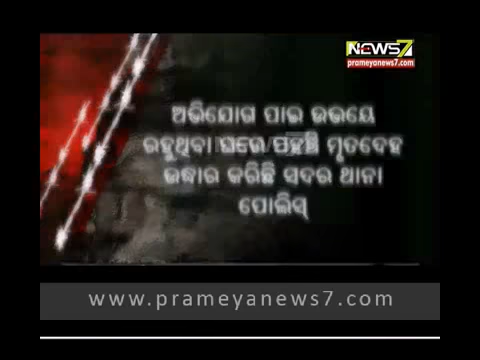 NEWS7
prameyanews7.com
ଅଭିଯୋଗ ପାଇ ଉଭୟେ
ରହୁଥିବା ଘରେ ପହଞ୍ଚି ମୃତଦେହ
ଉଦ୍ଧାର କରିଛି ସଦର ଥାନା
ପୋଲିସ୍
www.prameyanews7.com